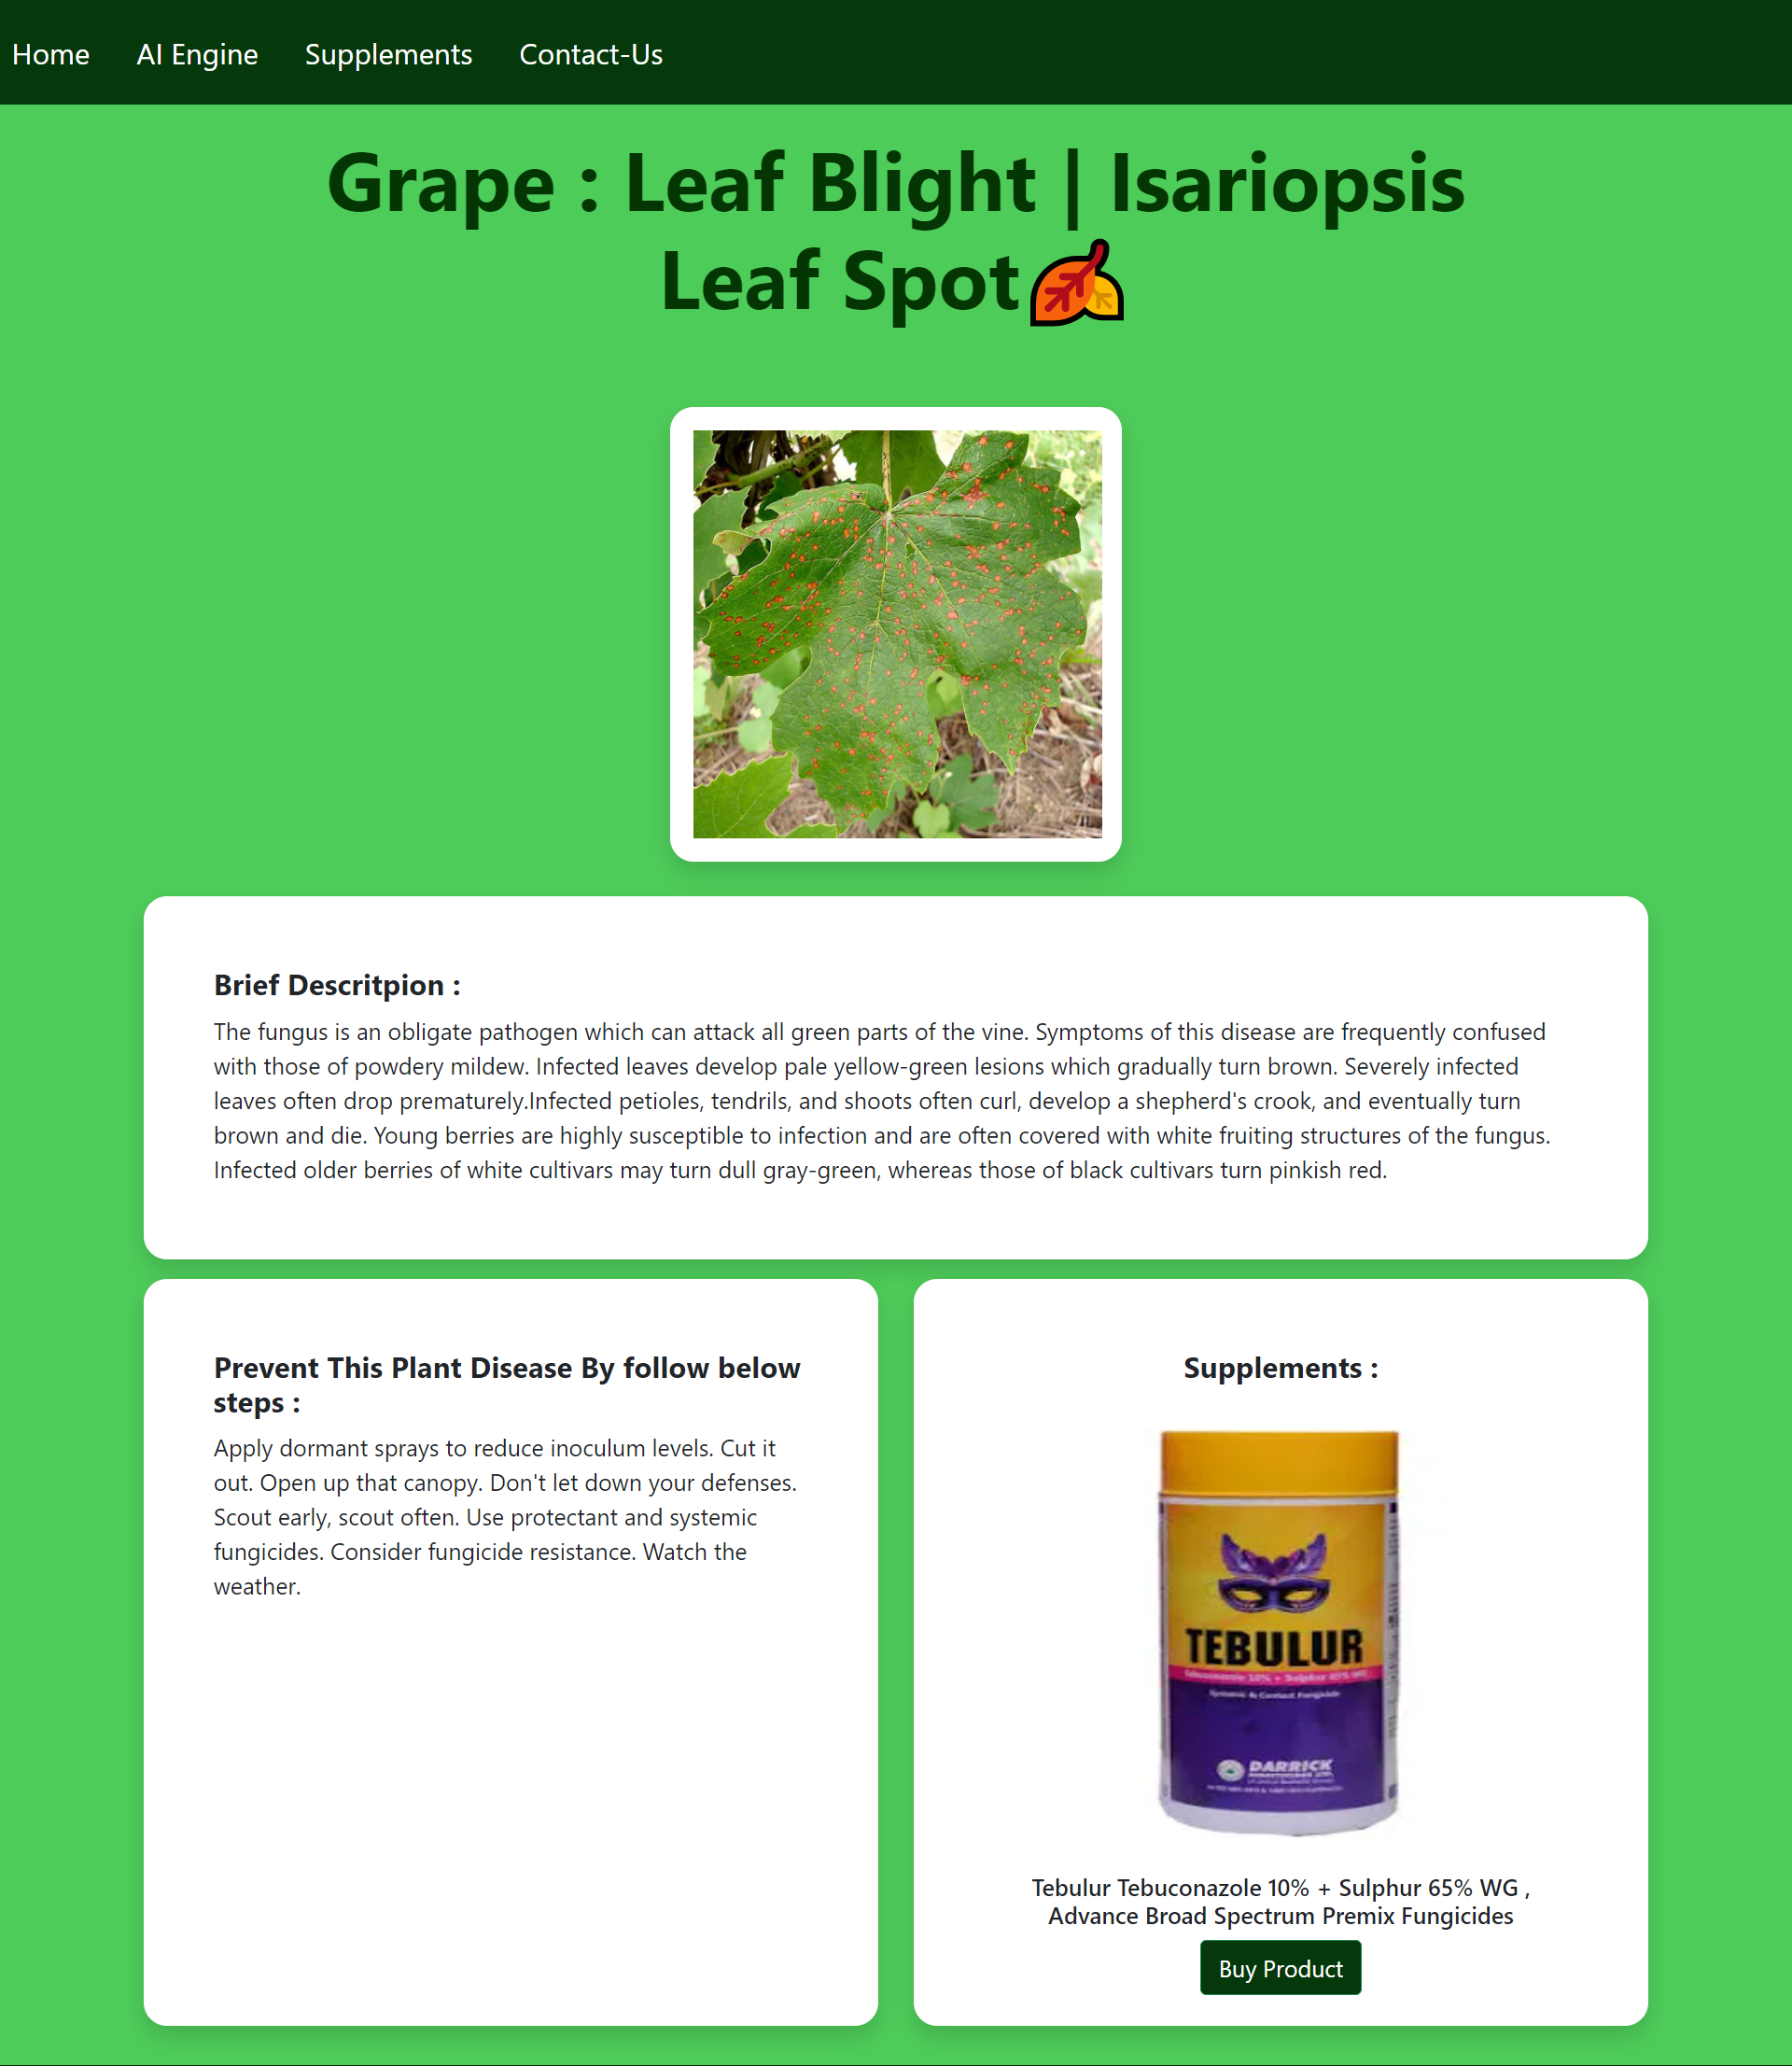 Home AI Engine Supplements Contact-Us
Grape : Leaf Blight | Isariopsis
Leaf Spot
Brief Descritpion :
The fungus is an obligate pathogen which can attack all green parts of the vine. Symptoms of this disease are frequently confused
with those of powdery mildew. Infected leaves develop pale yellow-green lesions which gradually turn brown. Severely infected
leaves often drop prematurely.Infected petioles, tendrils, and shoots often curl, develop a shepherd's crook, and eventually turn
brown and die. Young berries are highly susceptible to infection and are often covered with white fruiting structures of the fungus.
Infected older berries of white cultivars may turn dull gray-green, whereas those of black cultivars turn pinkish red.
Prevent This Plant Disease By follow below
steps :
Apply dormant sprays to reduce inoculum levels. Cut it
out. Open up that canopy. Don't let down your defenses.
Scout early, scout often. Use protectant and systemic
fungicides. Consider fungicide resistance. Watch the
weather.
Supplements :
TEBULUR
Tebuconazole 10% + Sulphur 65% WG
Systemic & Contact Fungicide
DARRICK
Tebulur Tebuconazole 10% + Sulphur 65% WG ,
Advance Broad Spectrum Premix Fungicides
Buy Product